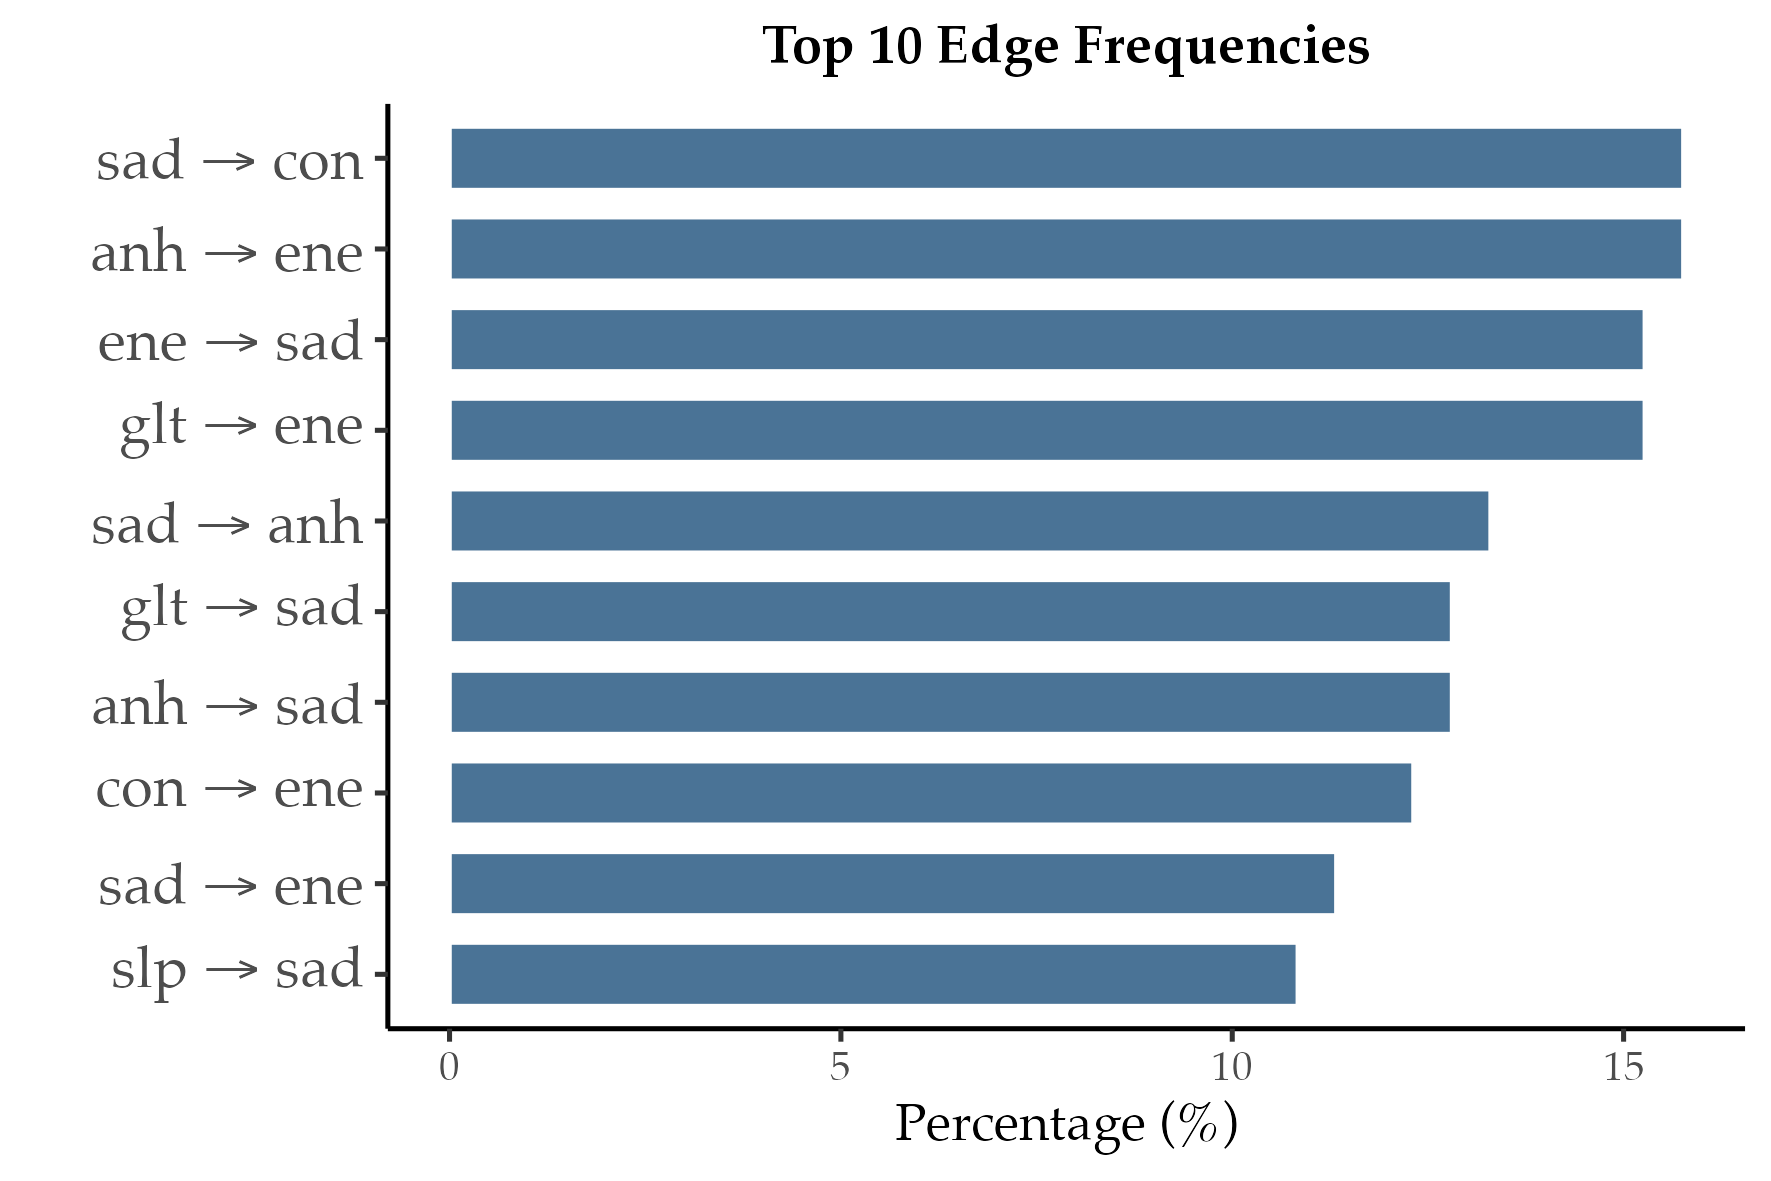 Top 10 Edge Frequencies
sad → con
anh → ene
ene → sad
glt → ene
sad → anh
glt → sad
anh → sad
con → ene
sad → ene
slp → sad
0 5 10 15
Percentage (%)